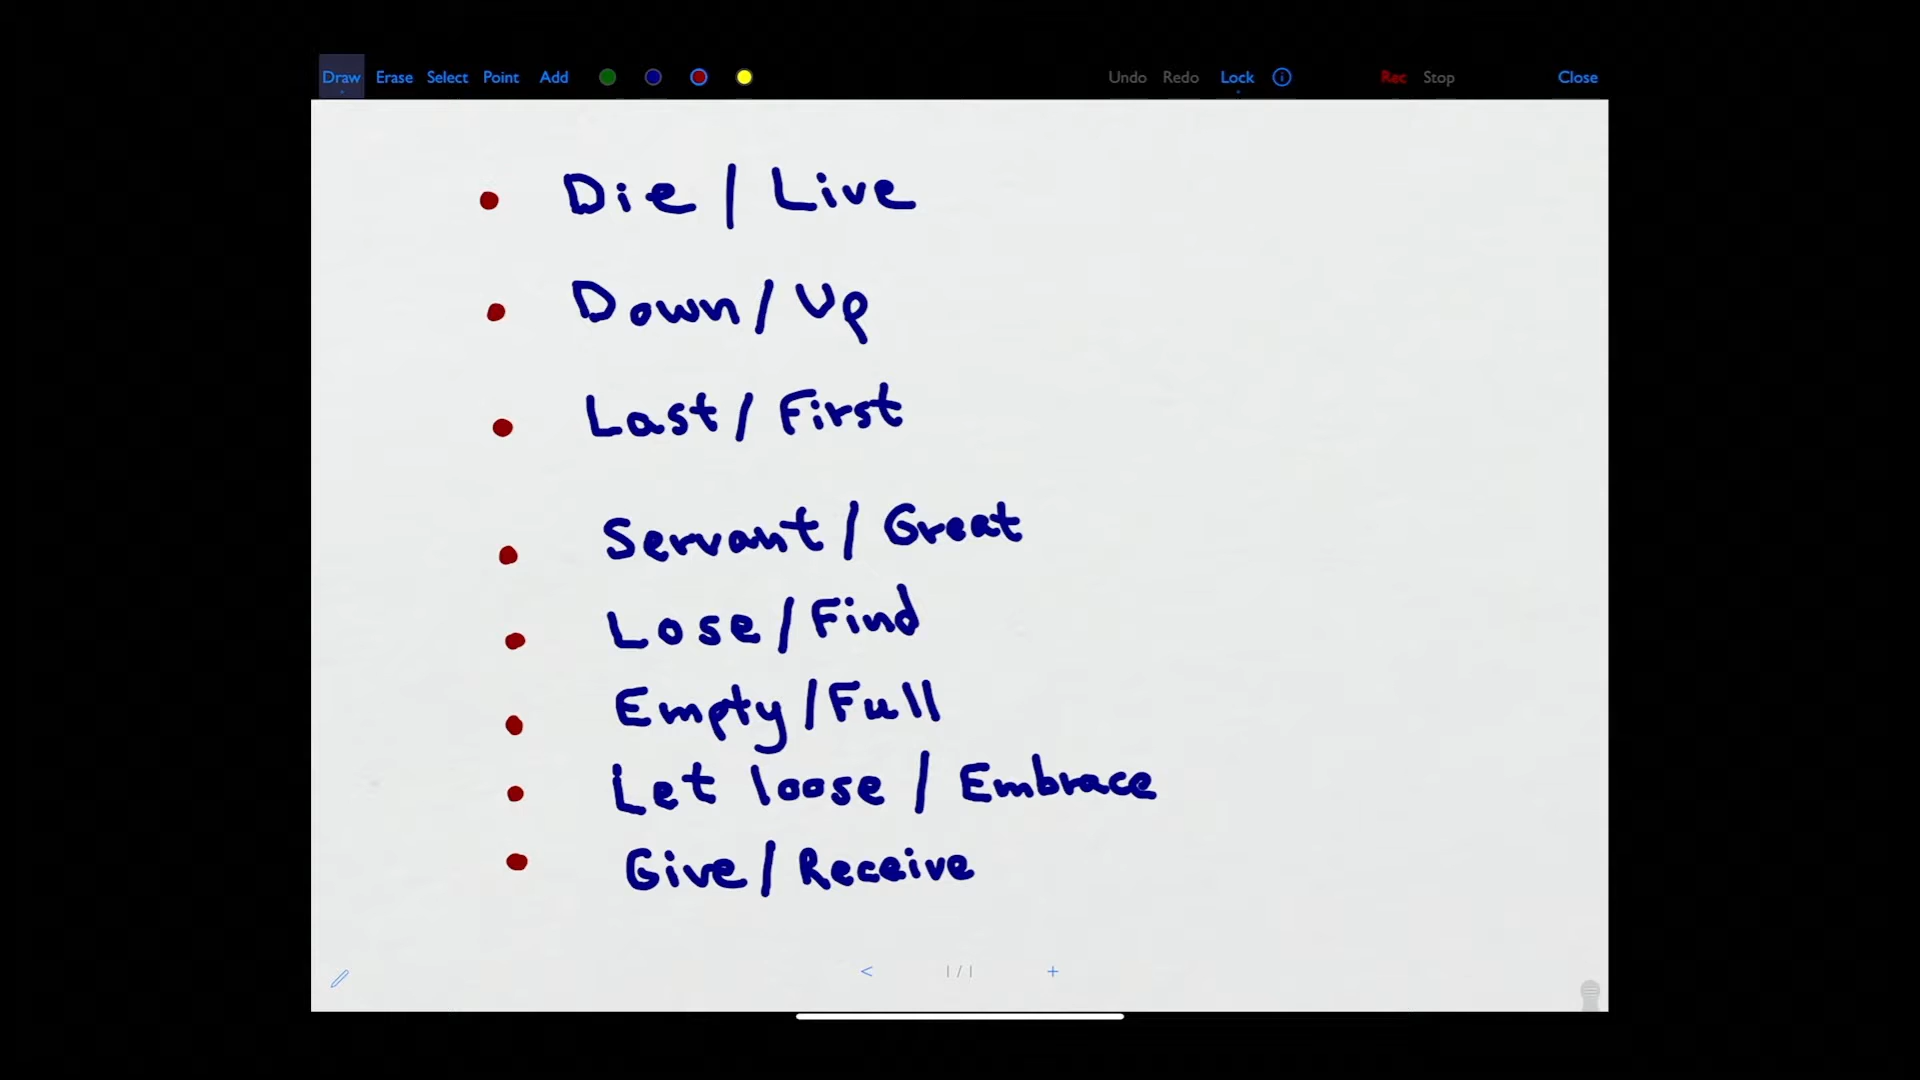 Draw Erase Select Point Add Undo Redo Lock Rec Stop Close
• Die / Live
• Down / Up
• Last / First
• Servant / Great
• Lose / Find
• Empty / Full
• Let loose / Embrace
• Give / Receive
< 1 / 1 +